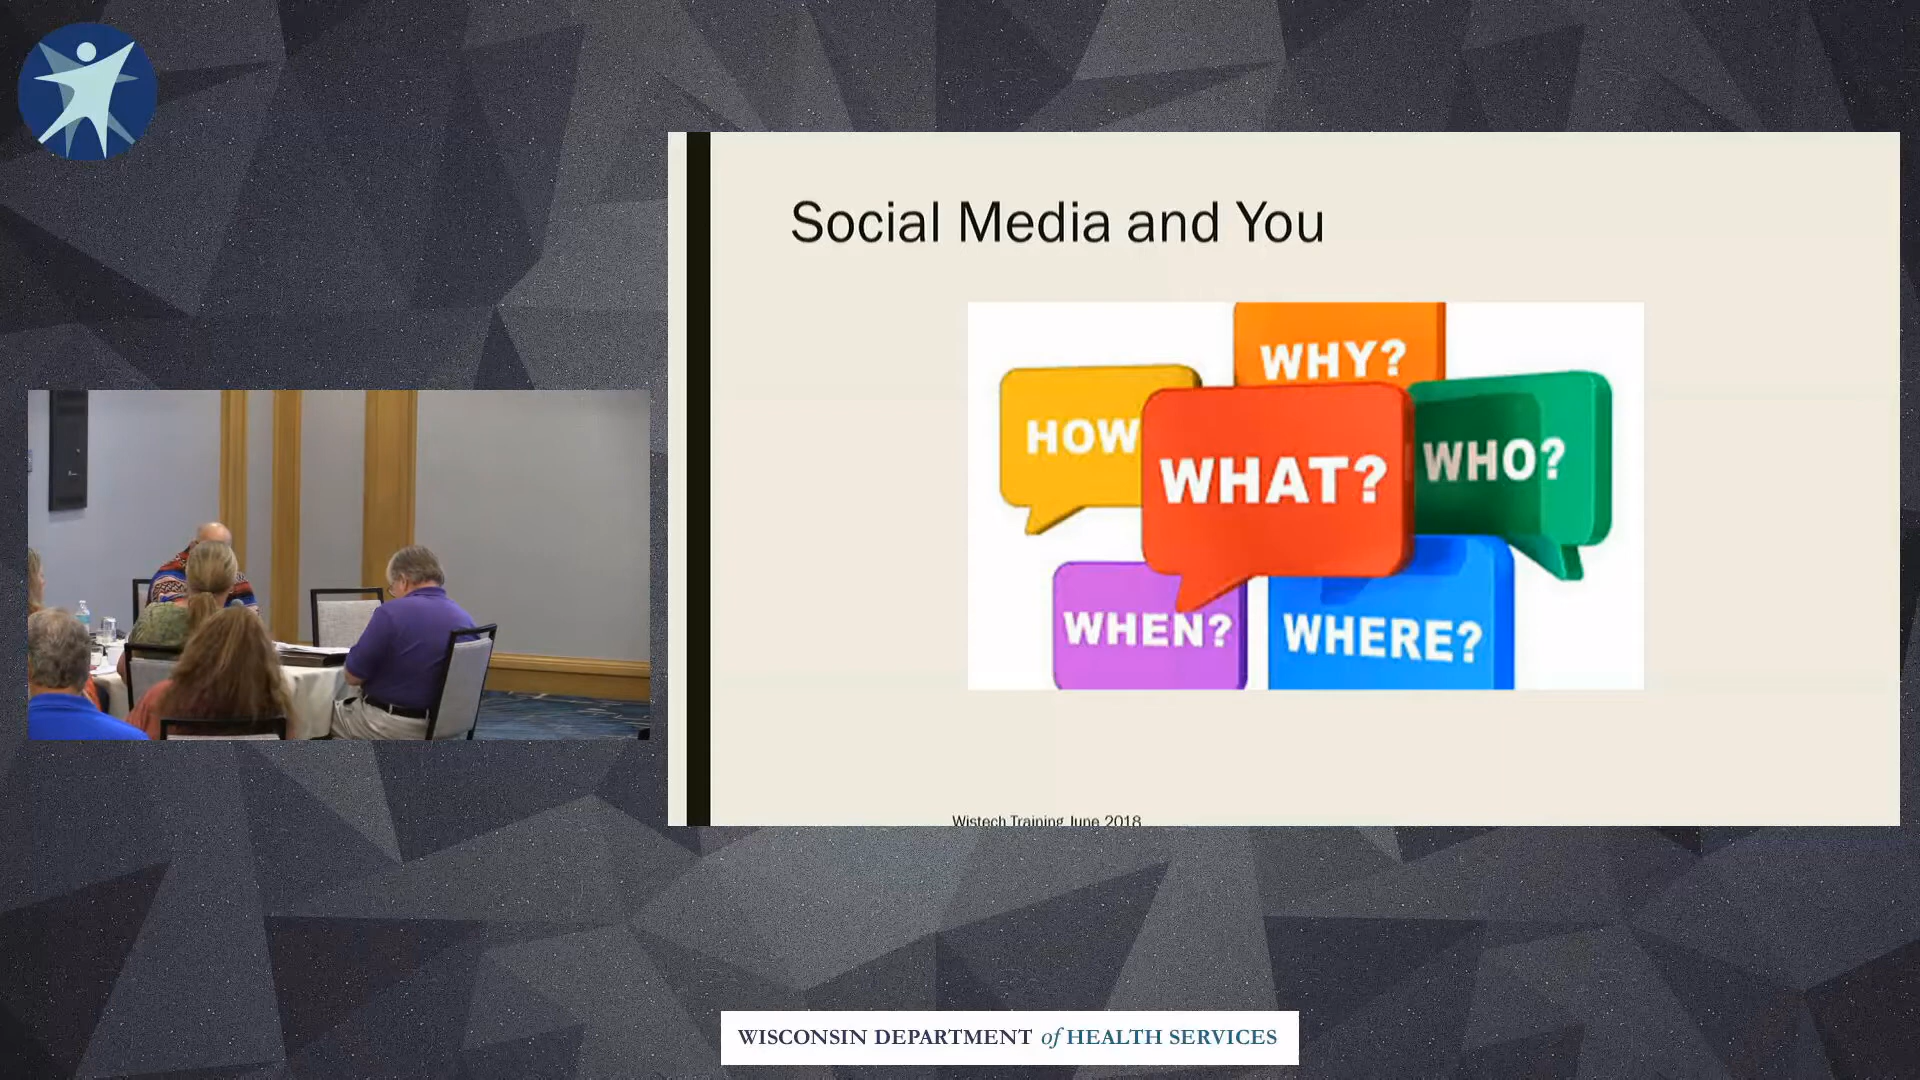 Social Media and You
WHY?
HOW
WHAT?
WHO?
WHEN?
WHERE?
Wistech Training June 2018
WISCONSIN DEPARTMENT of HEALTH SERVICES